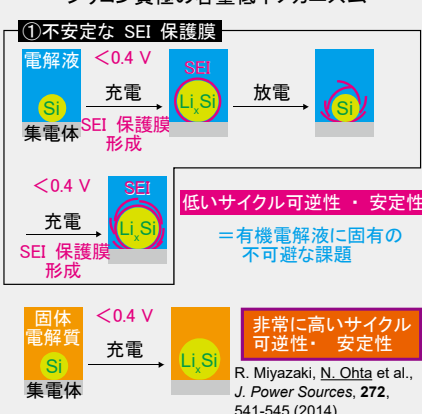 ①不安定な SEI 保護膜
電解液
<0.4 V
SEI
Si
充電
Li_xSi
放電
Si
集電体
SEI 保護膜
形成
<0.4 V
SEI
充電
Li_xSi
SEI 保護膜
形成
低いサイクル可逆性 ・ 安定性
＝有機電解液に固有の
不可避な課題
固体
電解質
<0.4 V
Si
充電
Li_xSi
集電体
非常に高いサイクル
可逆性・ 安定性
R. Miyazaki, N. Ohta et al.,
J. Power Sources, 272,
541-545 (2014)